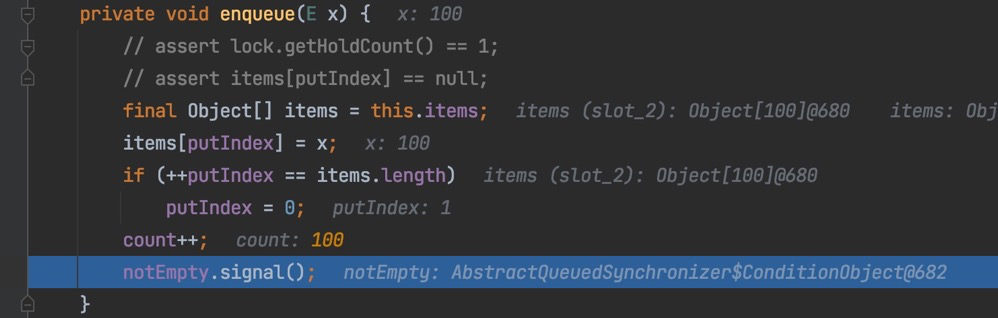 private void enqueue(E x) {   x: 100
// assert lock.getHoldCount() == 1;
// assert items[putIndex] == null;
final Object[] items = this.items;   items (slot_2): Object[100]@680   items: Obj
items[putIndex] = x;   x: 100
if (++putIndex == items.length)   items (slot_2): Object[100]@680
putIndex = 0;   putIndex: 1
count++;   count: 100
notEmpty.signal();   notEmpty: AbstractQueuedSynchronizer$ConditionObject@682
}